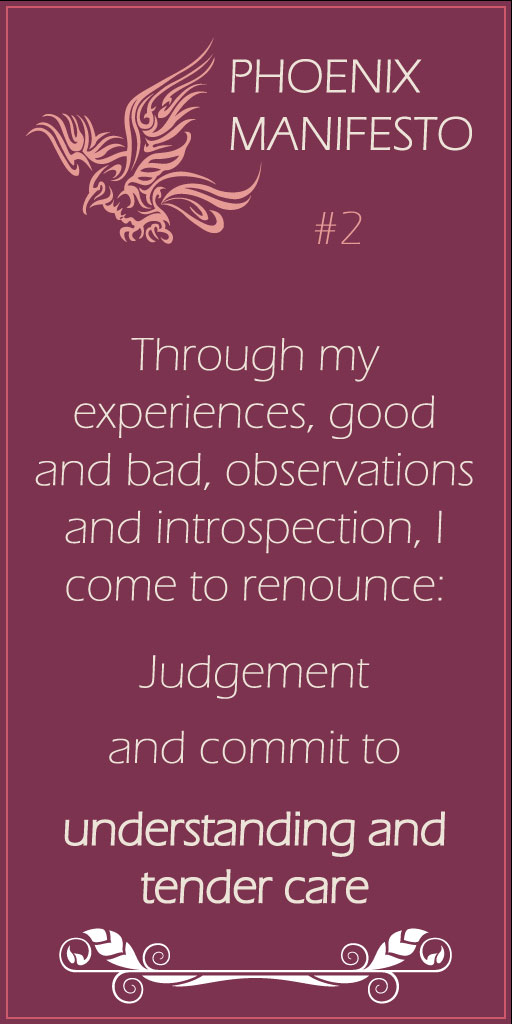 PHOENIX
MANIFESTO
#2
Through my
experiences, good
and bad, observations
and introspection, I
come to renounce:
Judgement
and commit to
understanding and
tender care